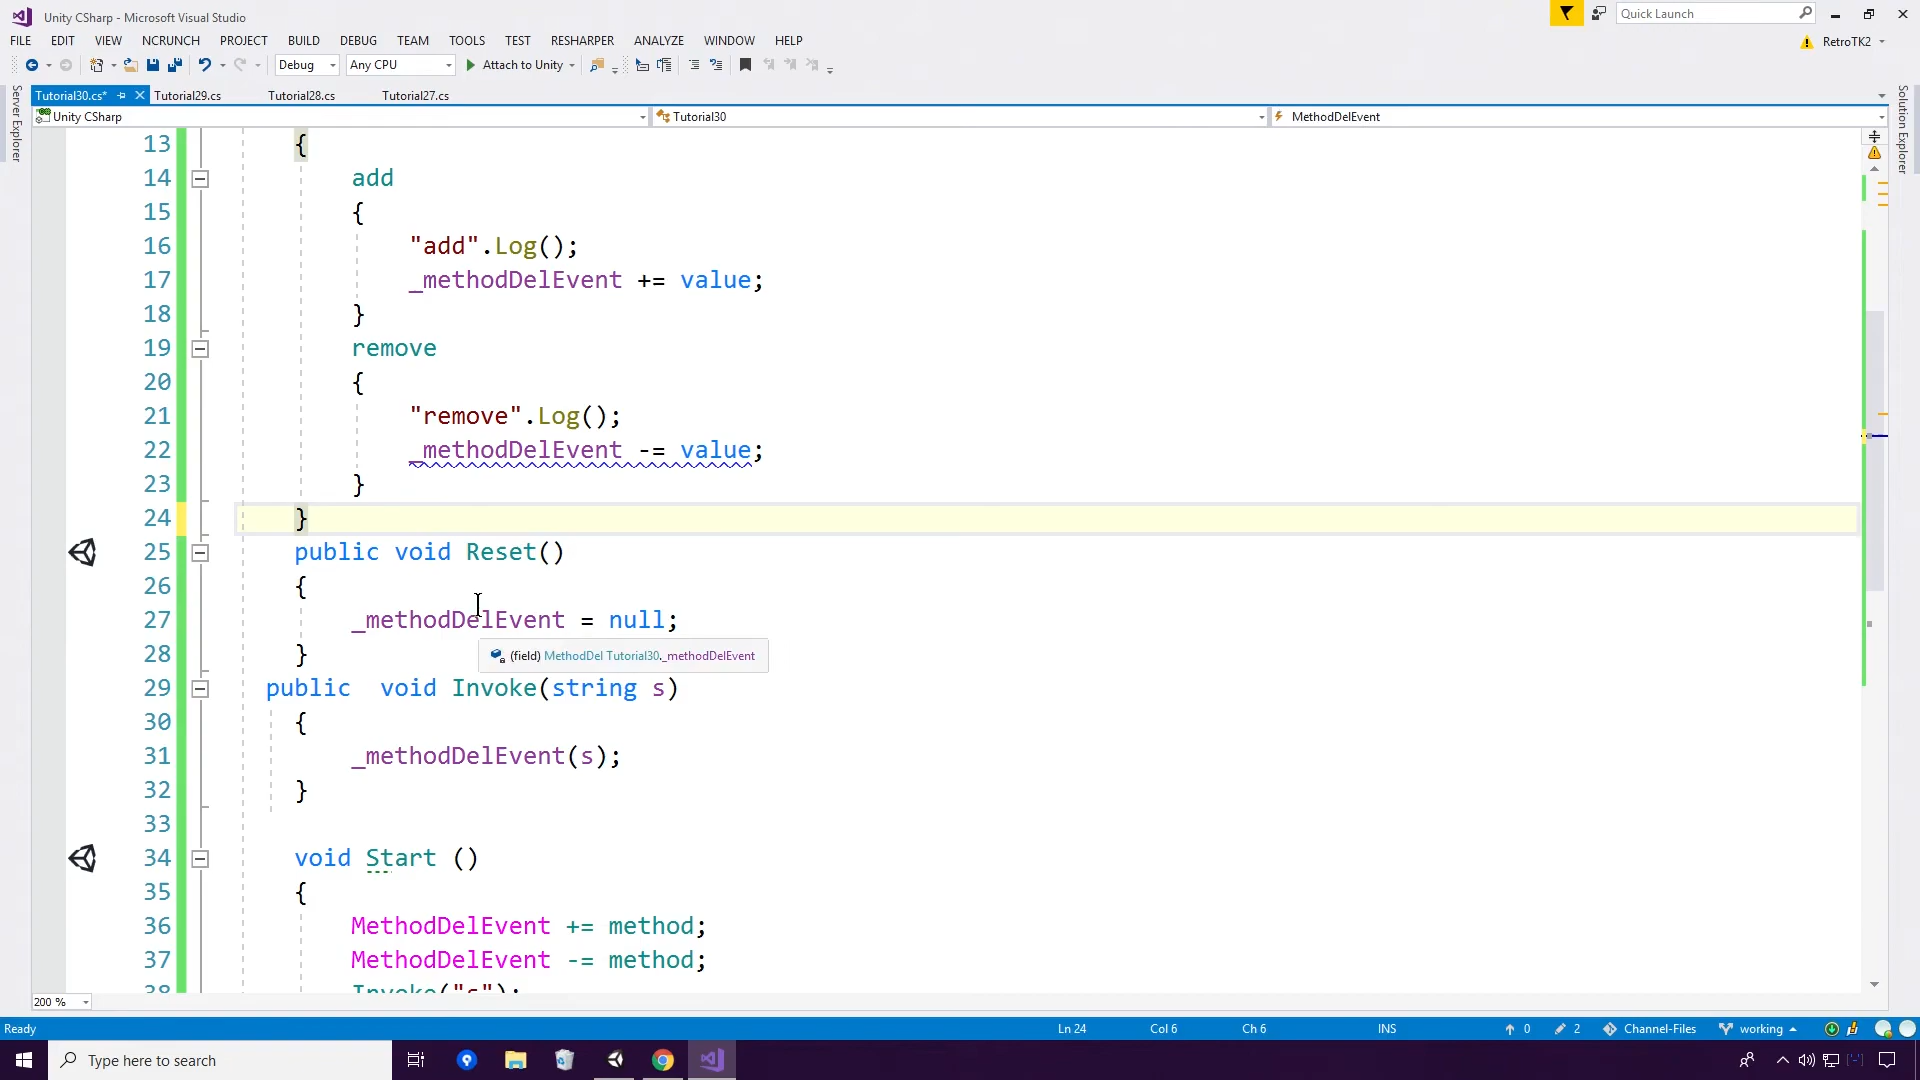 Unity CSharp - Microsoft Visual Studio
Quick Launch
FILE EDIT VIEW NCRUNCH PROJECT BUILD DEBUG TEAM TOOLS TEST RESHARPER ANALYZE WINDOW HELP
RetroTK2
Debug Any CPU Attach to Unity
Server Explorer
Solution Explorer
Tutorial30.cs* Tutorial29.cs Tutorial28.cs Tutorial27.cs
Unity CSharp Tutorial30 MethodDelEvent
13 {
14 add
15 {
16 "add".Log();
17 _methodDelEvent += value;
18 }
19 remove
20 {
21 "remove".Log();
22 _methodDelEvent -= value;
23 }
24 }
25 public void Reset()
26 {
27 _methodDelEvent = null;
28 }
(field) MethodDel Tutorial30._methodDelEvent
29 public  void Invoke(string s)
30 {
31 _methodDelEvent(s);
32 }
33
34 void Start ()
35 {
36 MethodDelEvent += method;
37 MethodDelEvent -= method;
38 Invoke("s");
200 %
Ready Ln 24 Col 6 Ch 6 INS 0 2 Channel-Files working
Type here to search